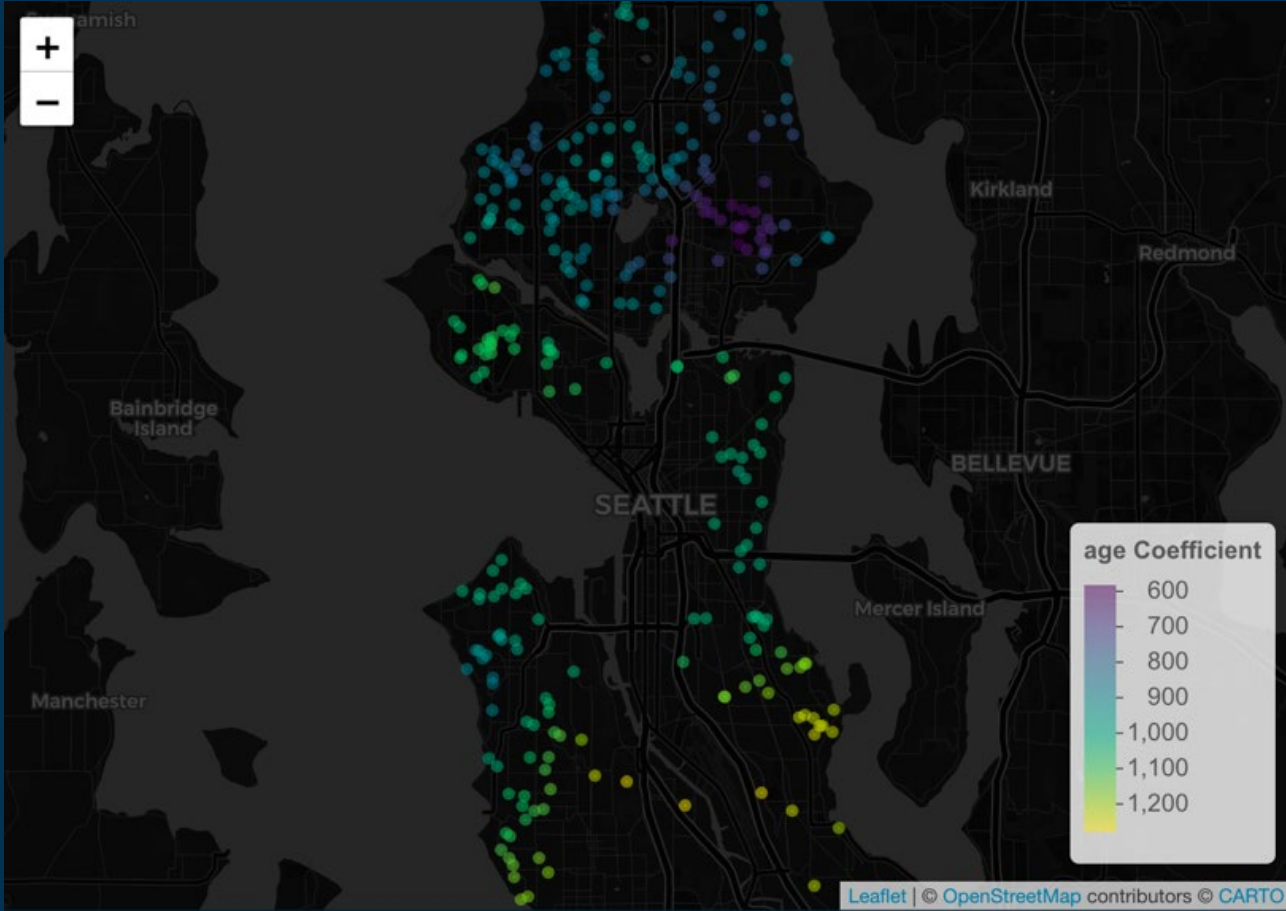 +
−
Kirkland
Redmond
Bainbridge
Island
BELLEVUE
SEATTLE
Mercer Island
Manchester
age Coefficient
600
700
800
900
1,000
1,100
1,200
Leaflet | © OpenStreetMap contributors © CARTO